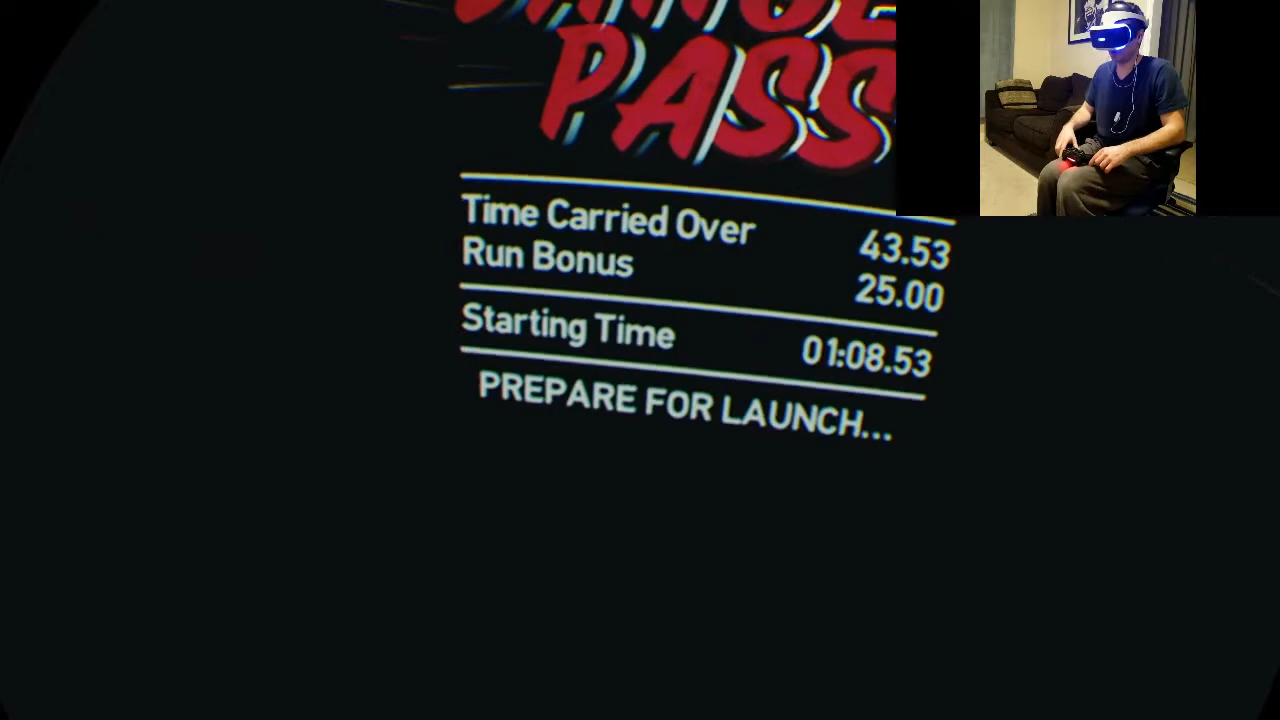 PASS
Time Carried Over 43.53
Run Bonus 25.00
Starting Time 01:08.53
PREPARE FOR LAUNCH...